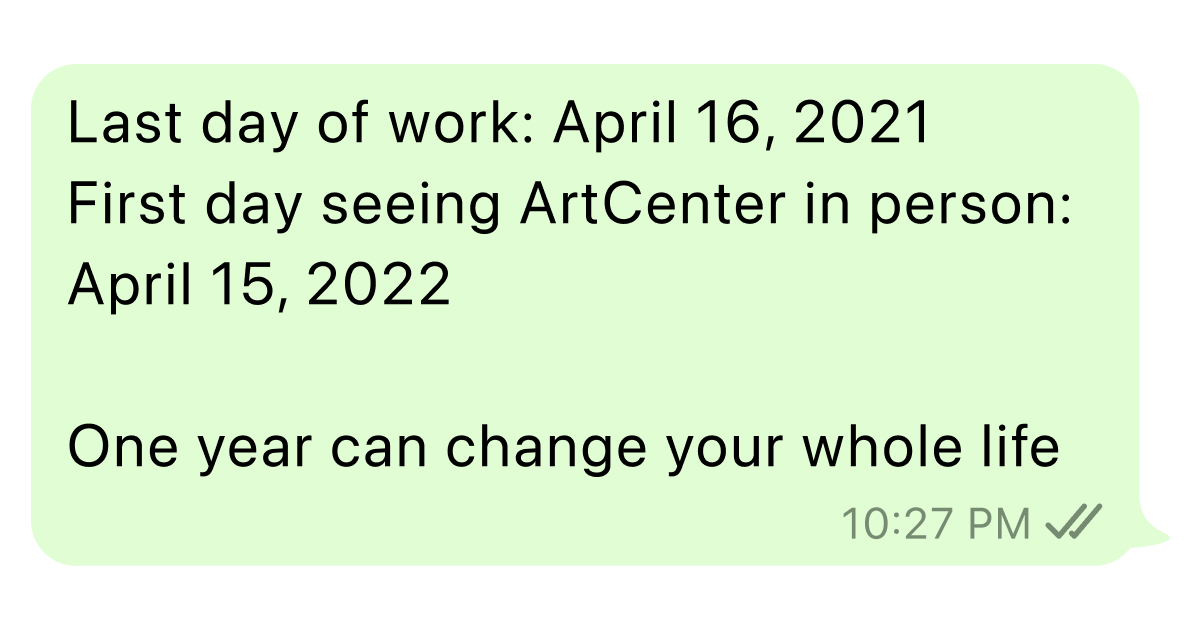 Last day of work: April 16, 2021
First day seeing ArtCenter in person:
April 15, 2022
One year can change your whole life
10:27 PM